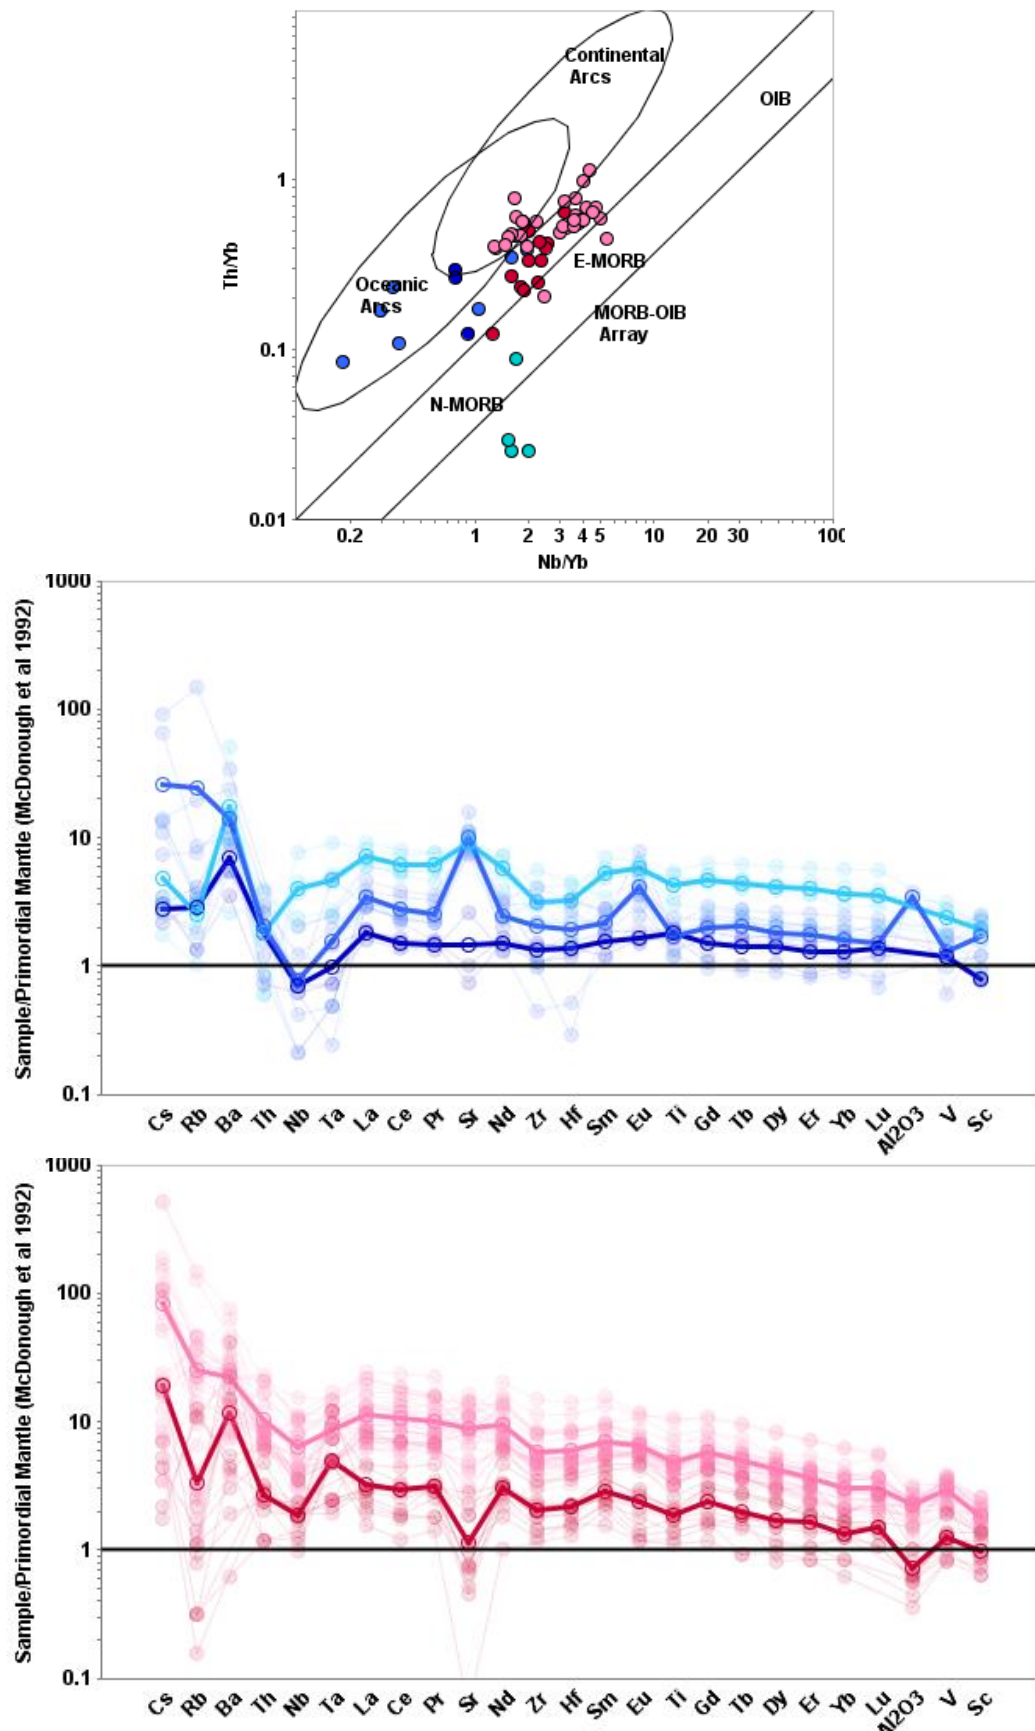 Continental
Arcs
OIB
1
Th/Yb
E-MORB
Oceanic
Arcs
MORB-OIB
Array
0.1
N-MORB
0.01
0.2 1 2 3 4 5 10 20 30 100
Nb/Yb
1000
Sample/Primordial Mantle (McDonough et al 1992)
100
10
1
0.1
Cs Rb Ba Th Nb Ta La Ce Pr Sr Nd Zr Hf Sm Eu Ti Gd Tb Dy Er Yb Lu Al2O3 V Sc
1000
Sample/Primordial Mantle (McDonough et al 1992)
100
10
1
0.1
Cs Rb Ba Th Nb Ta La Ce Pr Sr Nd Zr Hf Sm Eu Ti Gd Tb Dy Er Yb Lu Al2O3 V Sc